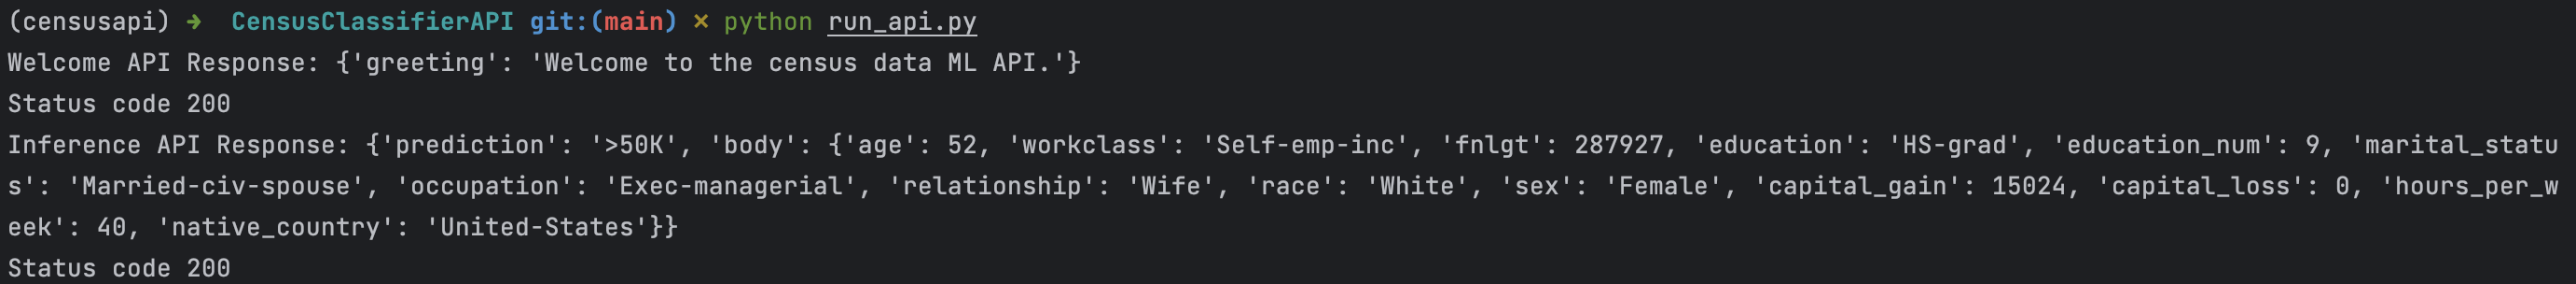 (censusapi) ➜  CensusClassifierAPI git:(main) ✗ python run_api.py
Welcome API Response: {'greeting': 'Welcome to the census data ML API.'}
Status code 200
Inference API Response: {'prediction': '>50K', 'body': {'age': 52, 'workclass': 'Self-emp-inc', 'fnlgt': 287927, 'education': 'HS-grad', 'education_num': 9, 'marital_statu
s': 'Married-civ-spouse', 'occupation': 'Exec-managerial', 'relationship': 'Wife', 'race': 'White', 'sex': 'Female', 'capital_gain': 15024, 'capital_loss': 0, 'hours_per_w
eek': 40, 'native_country': 'United-States'}}
Status code 200